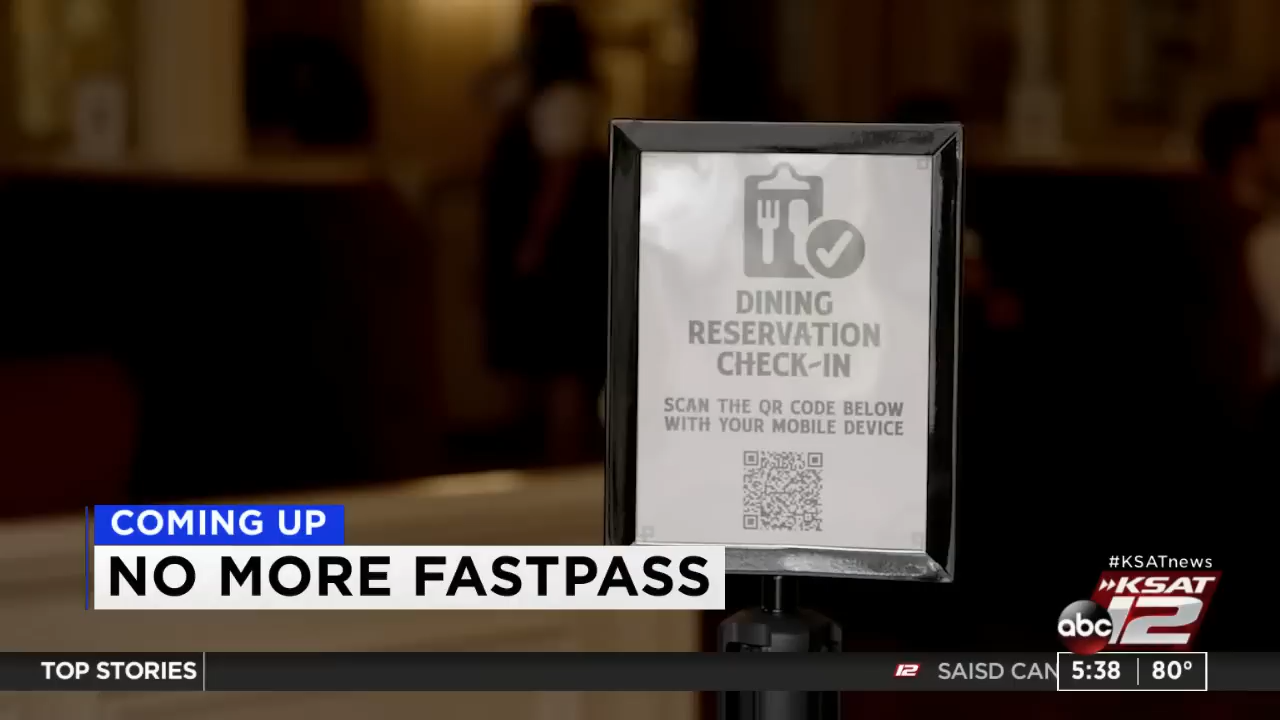 DINING
RESERVATION
CHECK-IN
SCAN THE QR CODE BELOW
WITH YOUR MOBILE DEVICE
COMING UP
NO MORE FASTPASS
#KSATnews
KSAT
abc 12
TOP STORIES
12 SAISD CAN
5:38 80°